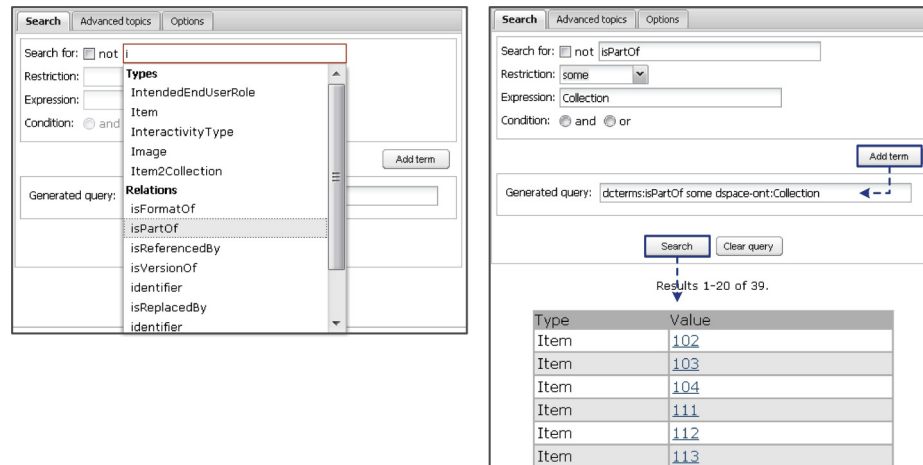 Search Advanced topics Options
Search for: not i
Restriction:
Expression:
Condition: and
Types
IntendedEndUserRole
Item
InteractivityType
Image
Item2Collection
Relations
isFormatOf
isPartOf
isReferencedBy
isVersionOf
identifier
isReplacedBy
identifier
Add term
Generated query:
Search Advanced topics Options
Search for: not isPartOf
Restriction: some
Expression: Collection
Condition: and or
Add term
Generated query: dcterms:isPartOf some dspace-ont:Collection
Search Clear query
Results 1-20 of 39.
Type Value
Item 102
Item 103
Item 104
Item 111
Item 112
Item 113